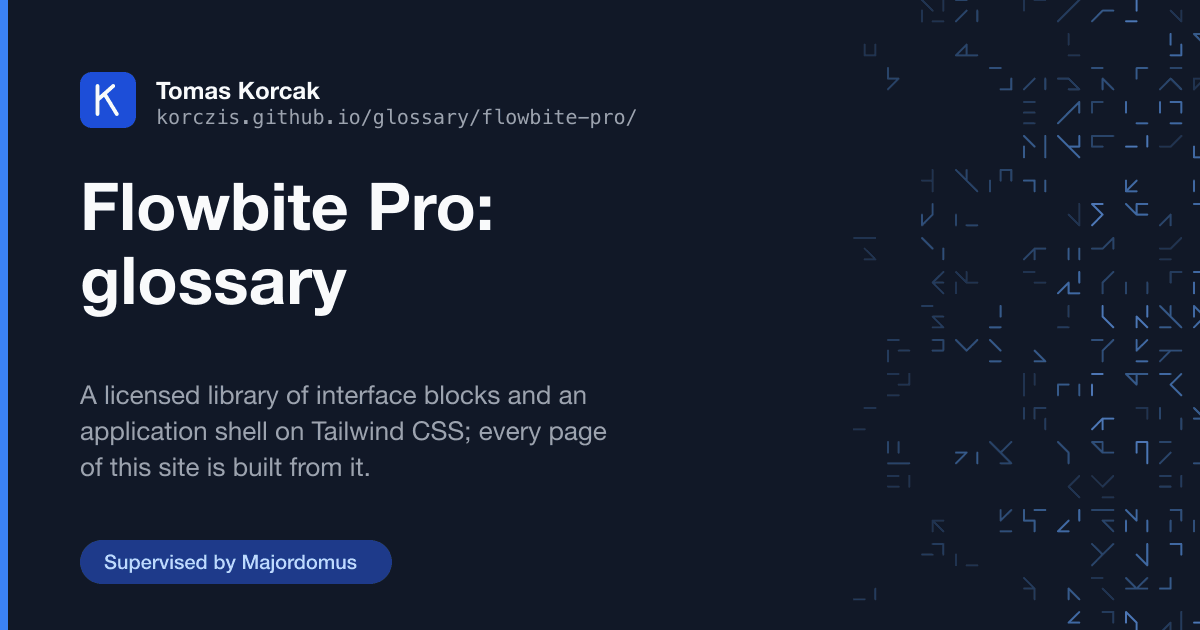 Tomas Korcak
korczis.github.io/glossary/flowbite-pro/
Flowbite Pro:
glossary
A licensed library of interface blocks and an
application shell on Tailwind CSS; every page
of this site is built from it.
Supervised by Majordomus